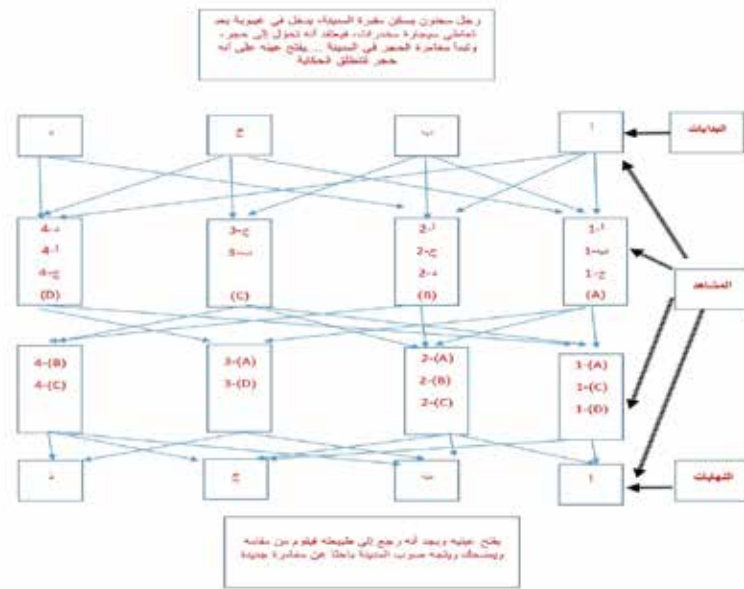 رجل مجنون يسكن مقبرة المدينة، يدخل في غيبوبة بعد
تعاطي سيجارة مخدرات، فيعتقد أنه تحول إلى حجر،
وتبدأ مغامرة الحجر في المدينة ....يفتح عينه على أنه
حجر لتنطلق الحكاية
البدايات
أ
ب
ج
د
المشاهد
أ-1
ب-1
ج-1
(A)
أ-2
ج-2
د-2
(B)
ج-3
ب-3
(C)
د-4
أ-4
ج-4
(D)
1-(A)
1-(C)
1-(D)
2-(A)
2-(B)
2-(C)
3-(A)
3-(D)
4-(B)
4-(C)
النهايات
أ
ب
ج
د
يفتح عينيه ويجد أنه رجع إلى طبيعته فيقوم من مقامه
ويضحك ويتجه صوب المدينة باحثا عن مغامرة جديدة